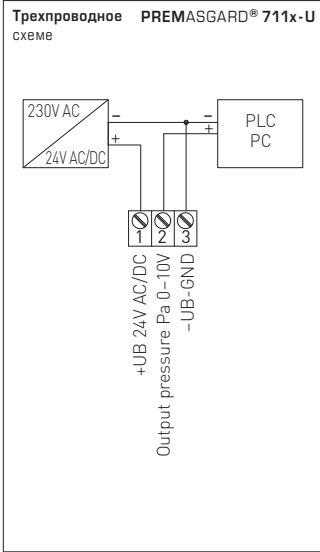 Трехпроводное PREMASGARD® 711x-U
схеме
230V AC
24V AC/DC
–
+
–
+
PLC
PC
1 2 3
+UB 24V AC/DC
Output pressure Pa 0–10V
–UB-GND